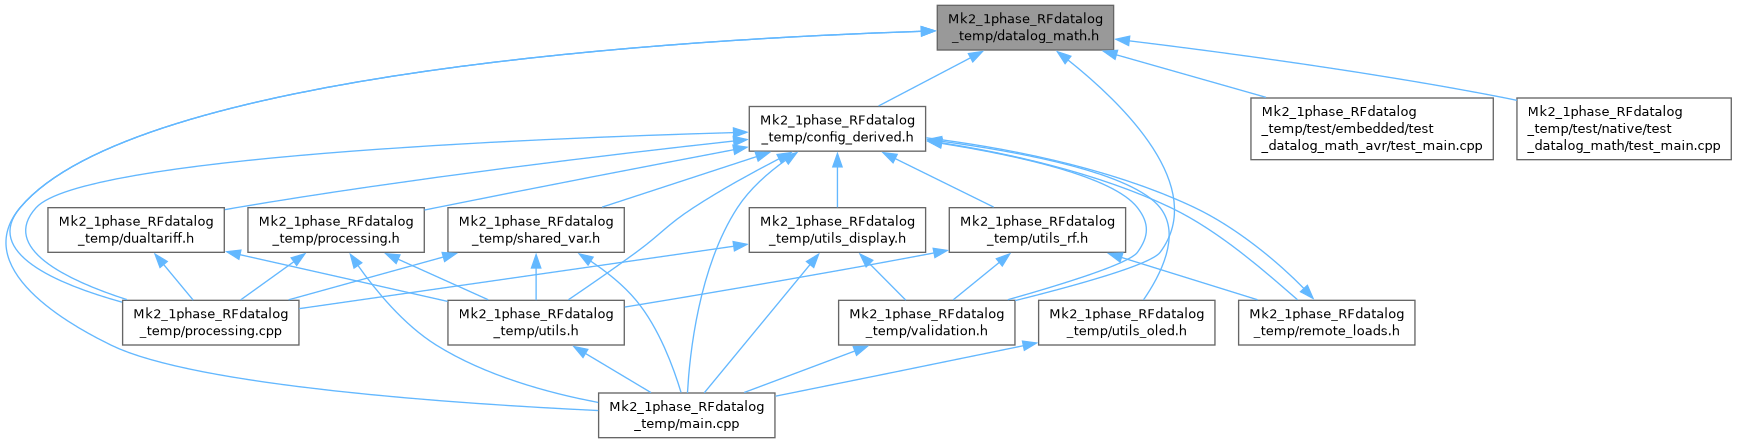 Mk2_1phase_RFdatalog
_temp/datalog_math.h
Mk2_1phase_RFdatalog
_temp/config_derived.h
Mk2_1phase_RFdatalog
_temp/test/embedded/test
_datalog_math_avr/test_main.cpp
Mk2_1phase_RFdatalog
_temp/test/native/test
_datalog_math/test_main.cpp
Mk2_1phase_RFdatalog
_temp/dualtariff.h
Mk2_1phase_RFdatalog
_temp/processing.h
Mk2_1phase_RFdatalog
_temp/shared_var.h
Mk2_1phase_RFdatalog
_temp/utils_display.h
Mk2_1phase_RFdatalog
_temp/utils_rf.h
Mk2_1phase_RFdatalog
_temp/processing.cpp
Mk2_1phase_RFdatalog
_temp/utils.h
Mk2_1phase_RFdatalog
_temp/validation.h
Mk2_1phase_RFdatalog
_temp/utils_oled.h
Mk2_1phase_RFdatalog
_temp/remote_loads.h
Mk2_1phase_RFdatalog
_temp/main.cpp